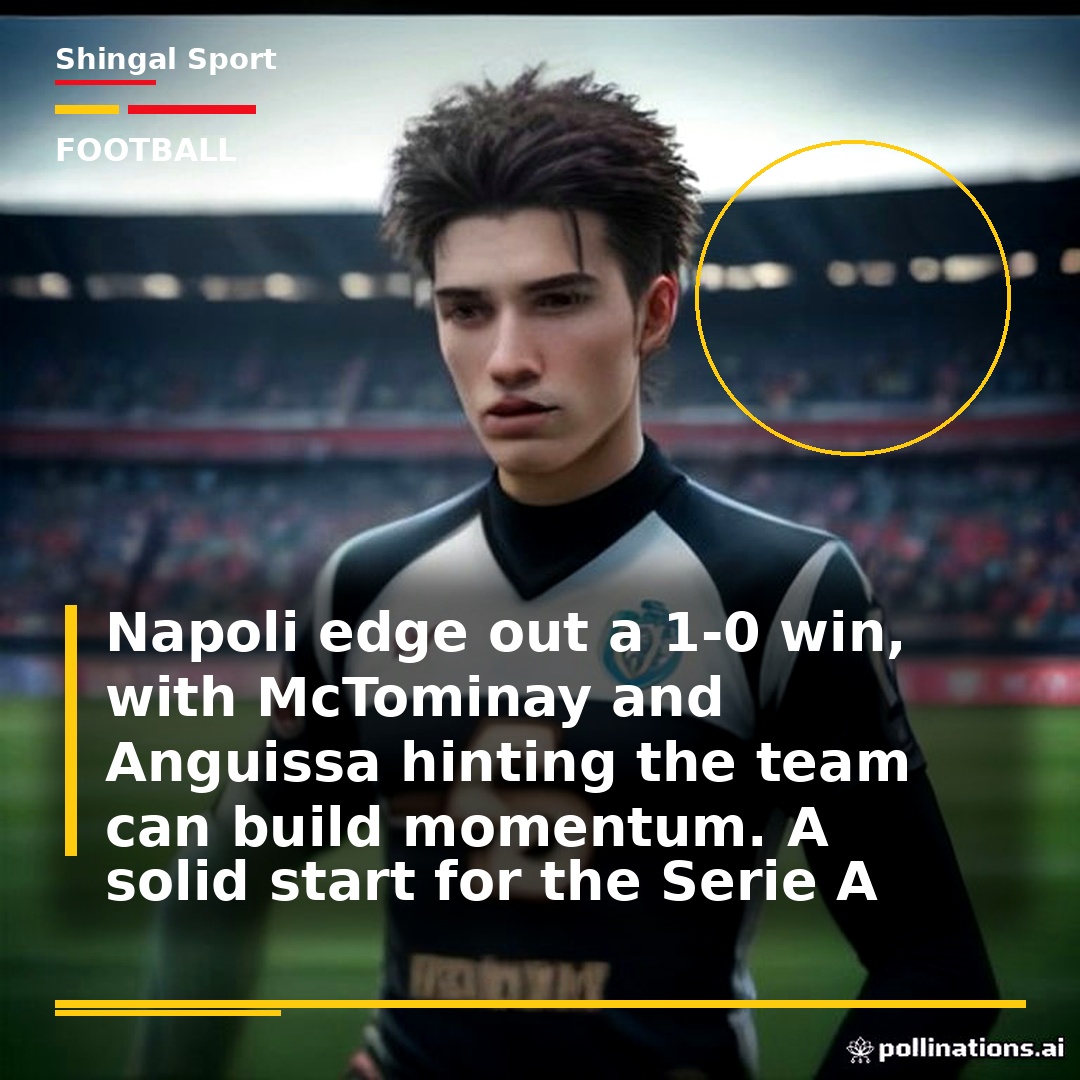 Shingal Sport
FOOTBALL
Napoli edge out a 1-0 win,
with McTominay and
Anguissa hinting the team
can build momentum. A
solid start for the Serie A
pollinations.ai